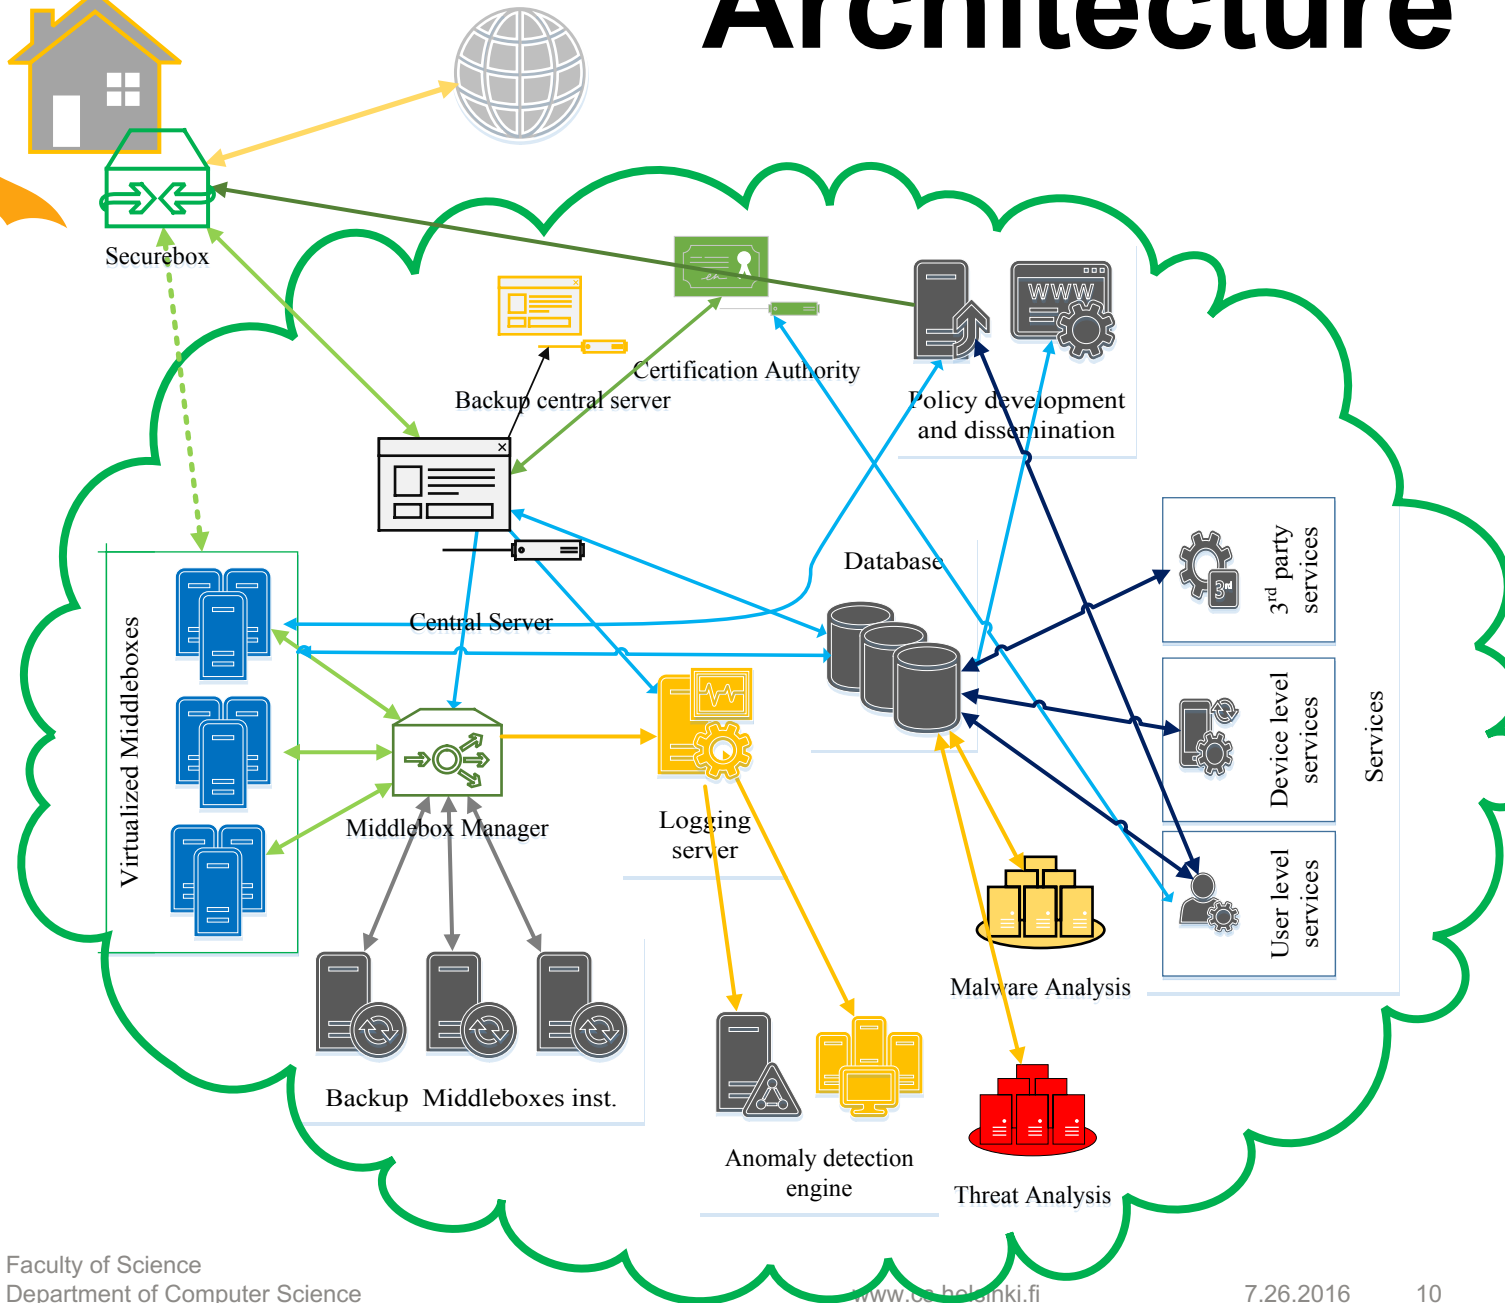 Architecture
Securebox
WWW
Certification Authority
Backup central server
Policy development
and dissemination
Database
Central Server
3rd
3rd party
services
Virtualized Middleboxes
Device level
services
Services
Middlebox Manager
Logging
server
User level
services
Malware Analysis
Backup Middleboxes inst.
Anomaly detection
engine
Threat Analysis
Faculty of Science
Department of Computer Science
www.cs.helsinki.fi
7.26.2016
10